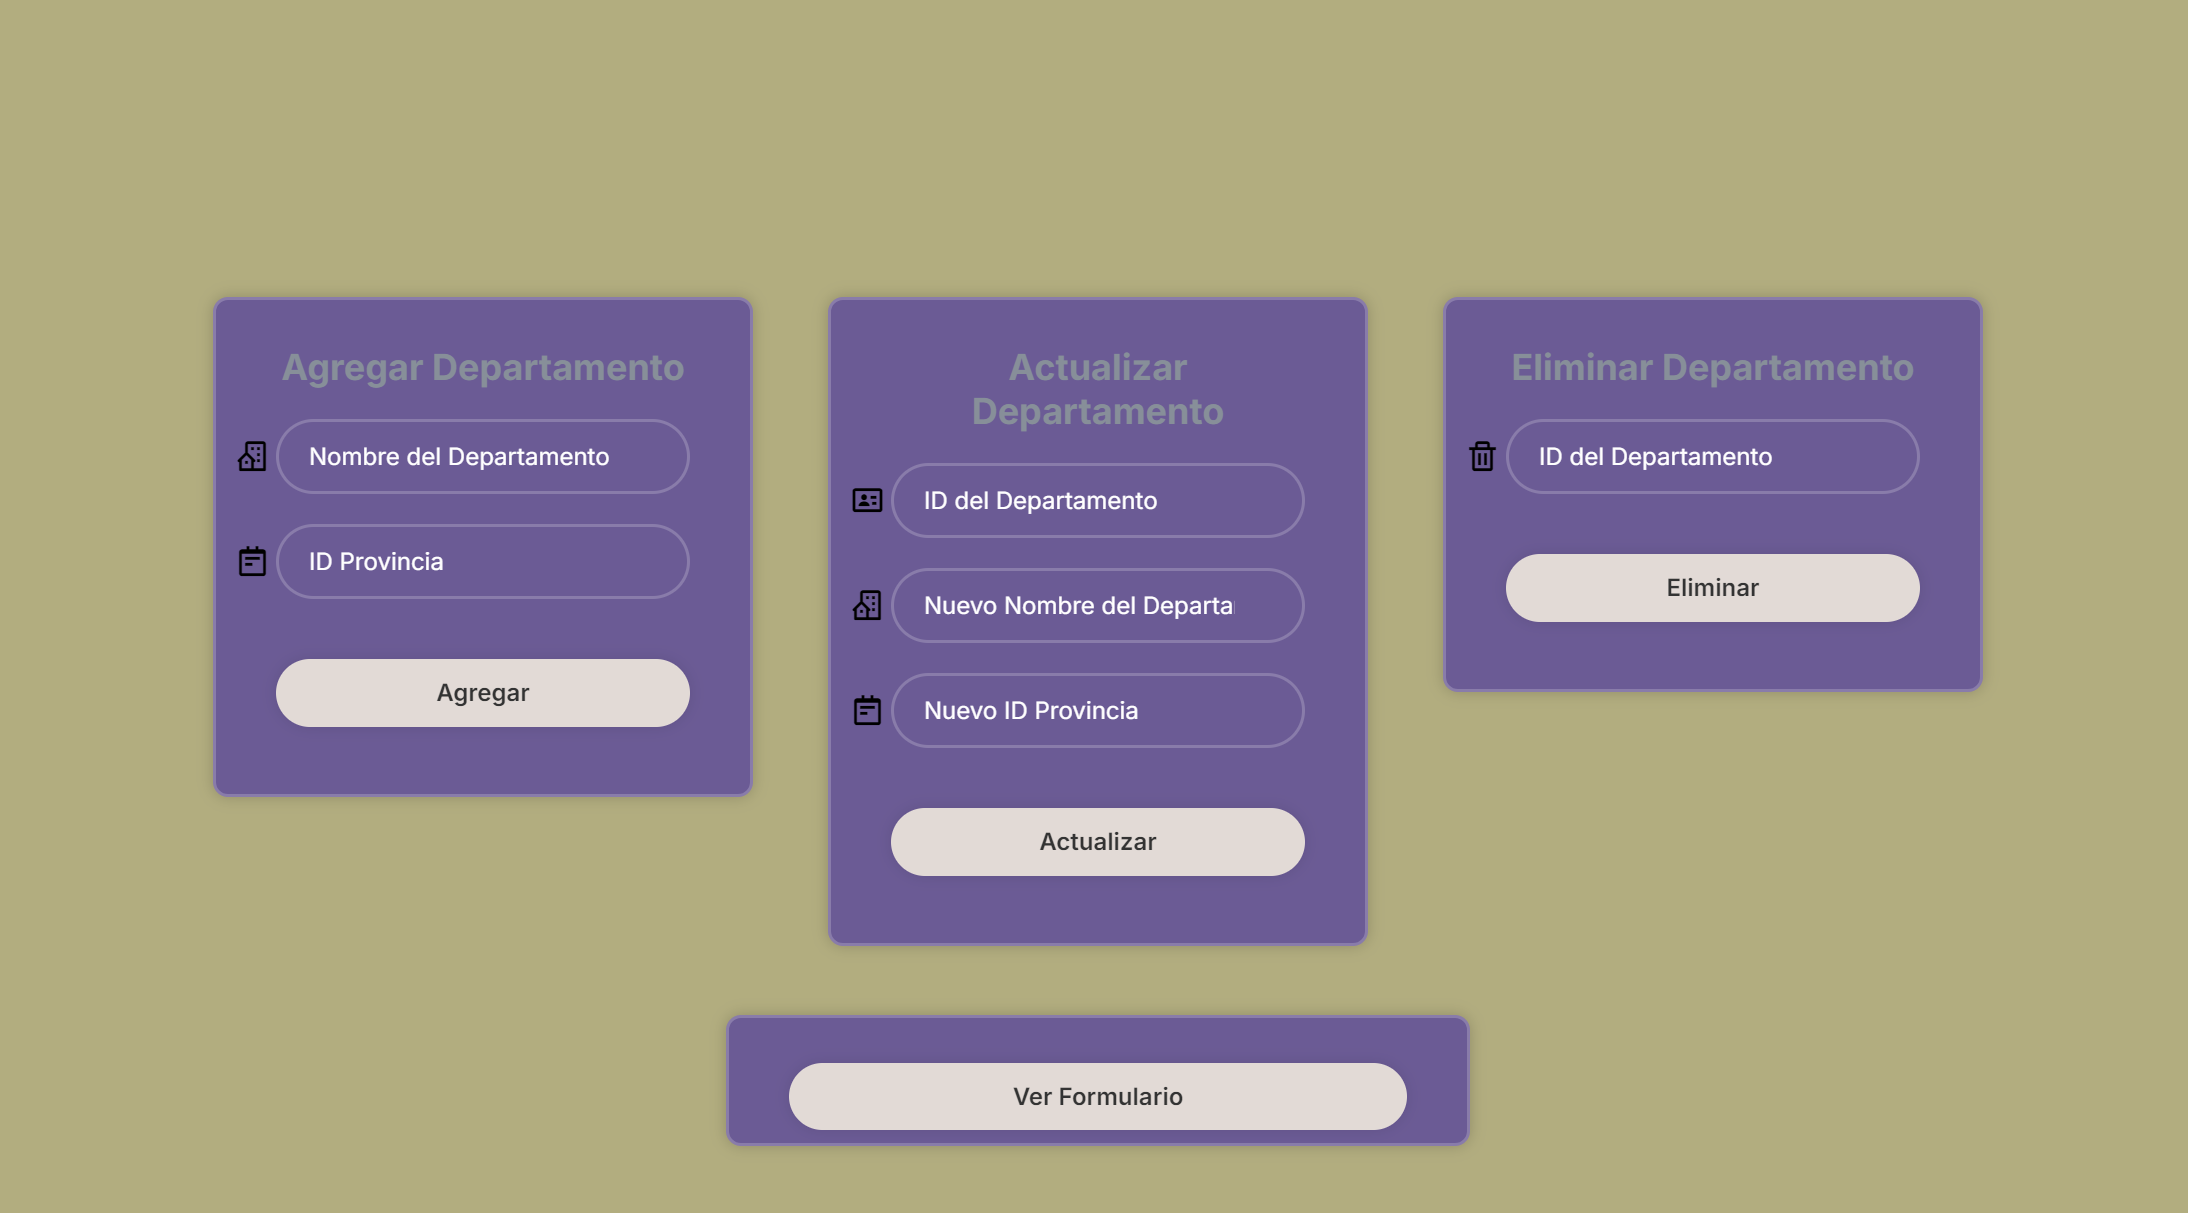 Agregar Departamento
Nombre del Departamento
ID Provincia
Agregar
Actualizar
Departamento
ID del Departamento
Nuevo Nombre del Departa
Nuevo ID Provincia
Actualizar
Eliminar Departamento
ID del Departamento
Eliminar
Ver Formulario